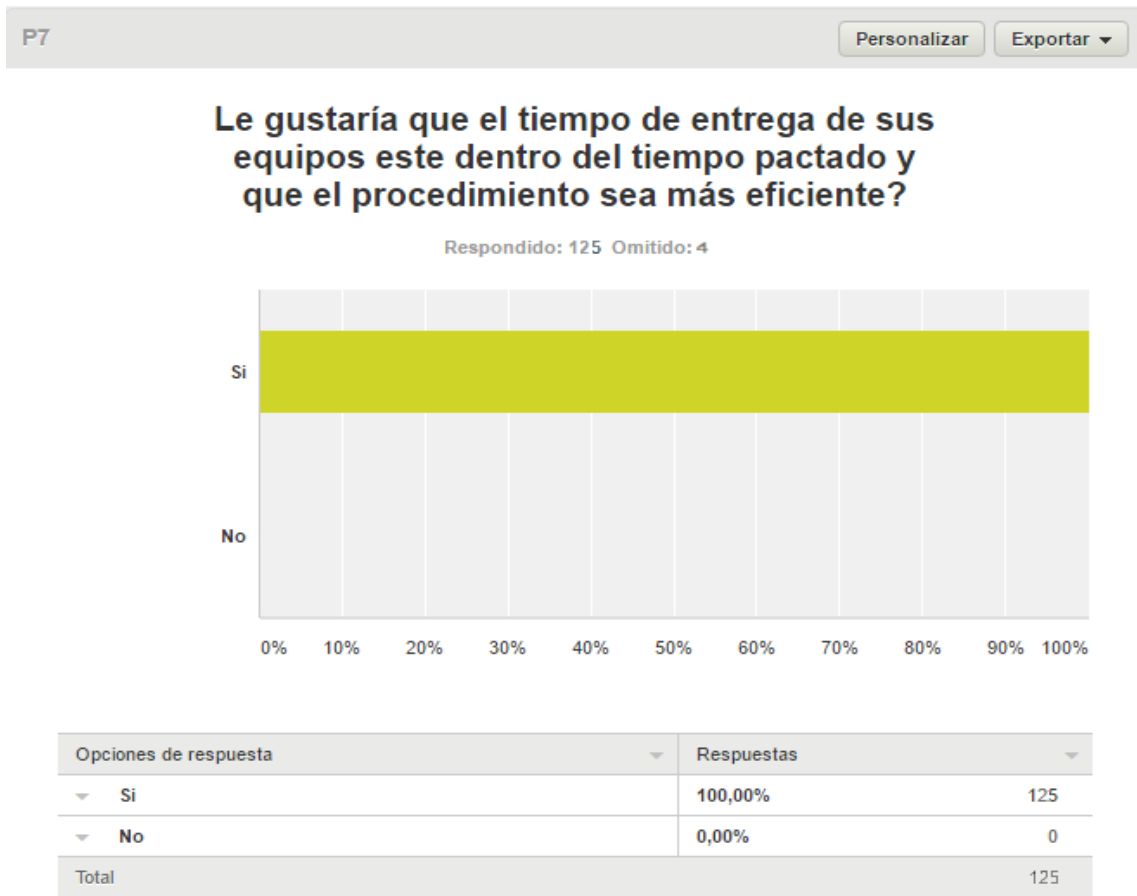 P7
Personalizar
Exportar
Le gustaría que el tiempo de entrega de sus
equipos este dentro del tiempo pactado y
que el procedimiento sea más eficiente?
Respondido: 125 Omitido: 4
Si
No
0% 10% 20% 30% 40% 50% 60% 70% 80% 90% 100%
Opciones de respuesta Respuestas
Si 100,00% 125
No 0,00% 0
Total 125